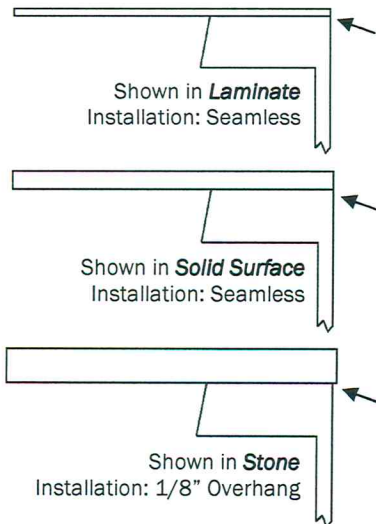 Shown in Laminate
Installation: Seamless
Shown in Solid Surface
Installation: Seamless
Shown in Stone
Installation: 1/8" Overhang